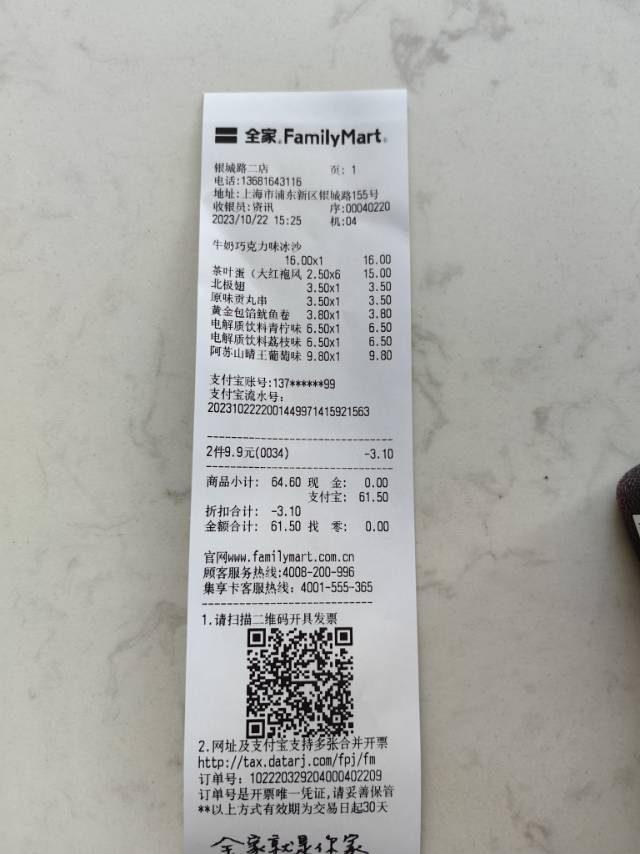 全家 FamilyMart
银城路二店 页: 1
电话:13681643116
地址:上海市浦东新区银城路155号
收银员:资讯 序:00040220
2023/10/22 15:25 机:04
牛奶巧克力味冰沙
16.00x1 16.00
茶叶蛋(大红袍风 2.50x6 15.00
北极翅 3.50x1 3.50
原味贡丸串 3.50x1 3.50
黄金包馅鱿鱼卷 3.80x1 3.80
电解质饮料青柠味 6.50x1 6.50
电解质饮料荔枝味 6.50x1 6.50
阿苏山晴王葡萄味 9.80x1 9.80
支付宝账号:137******99
支付宝流水号:
2023102222001449971415921563
2件9.9元(0034) -3.10
商品小计: 64.60 现 金: 0.00
支付宝: 61.50
折扣合计: -3.10
金额合计: 61.50 找 零: 0.00
官网www.familymart.com.cn
顾客服务热线:4008-200-996
集享卡客服热线: 4001-555-365
1.请扫描二维码开具发票
2.网址及支付宝支持多张合并开票
http://tax.datarj.com/fpj/fm
订单号: 102220329204000402209
订单号是开票唯一凭证,请妥善保管
**以上方式有效期为交易日起30天
全家就是你家